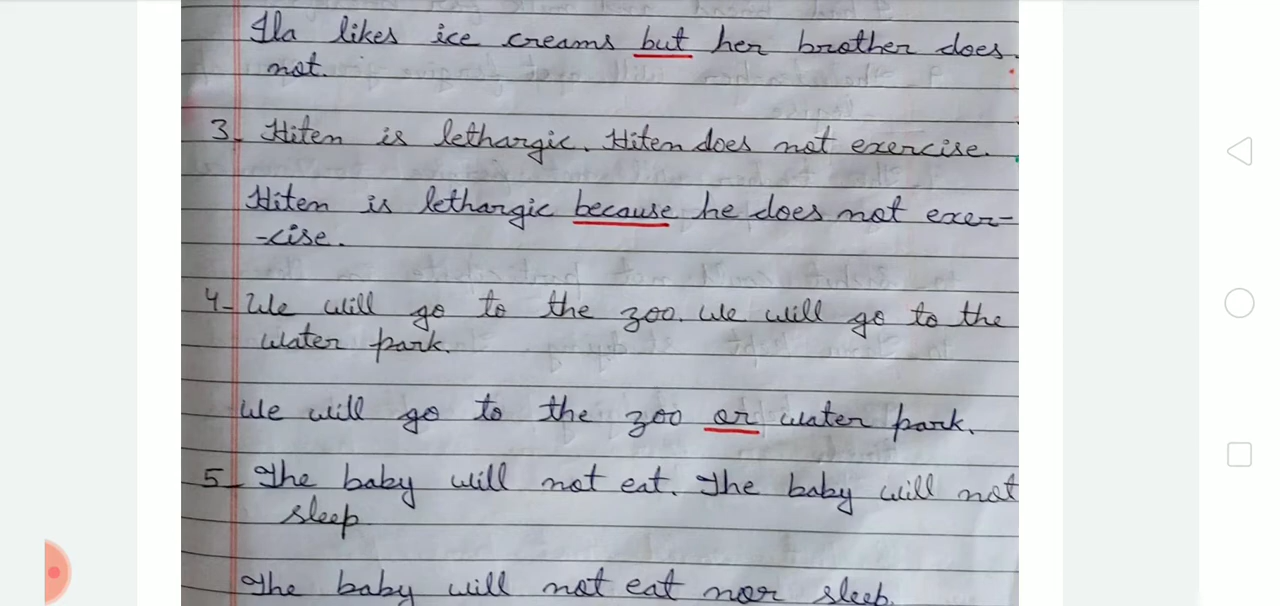 Ila likes ice creams but her brother does
not.
3. Hiten is lethargic. Hiten does not exercise.
Hiten is lethargic because he does not exer-
-cise.
4- We will go to the zoo. We will go to the
water park.
We will go to the zoo or water park.
5- The baby will not eat. The baby will not
sleep
The baby will not eat nor sleep.